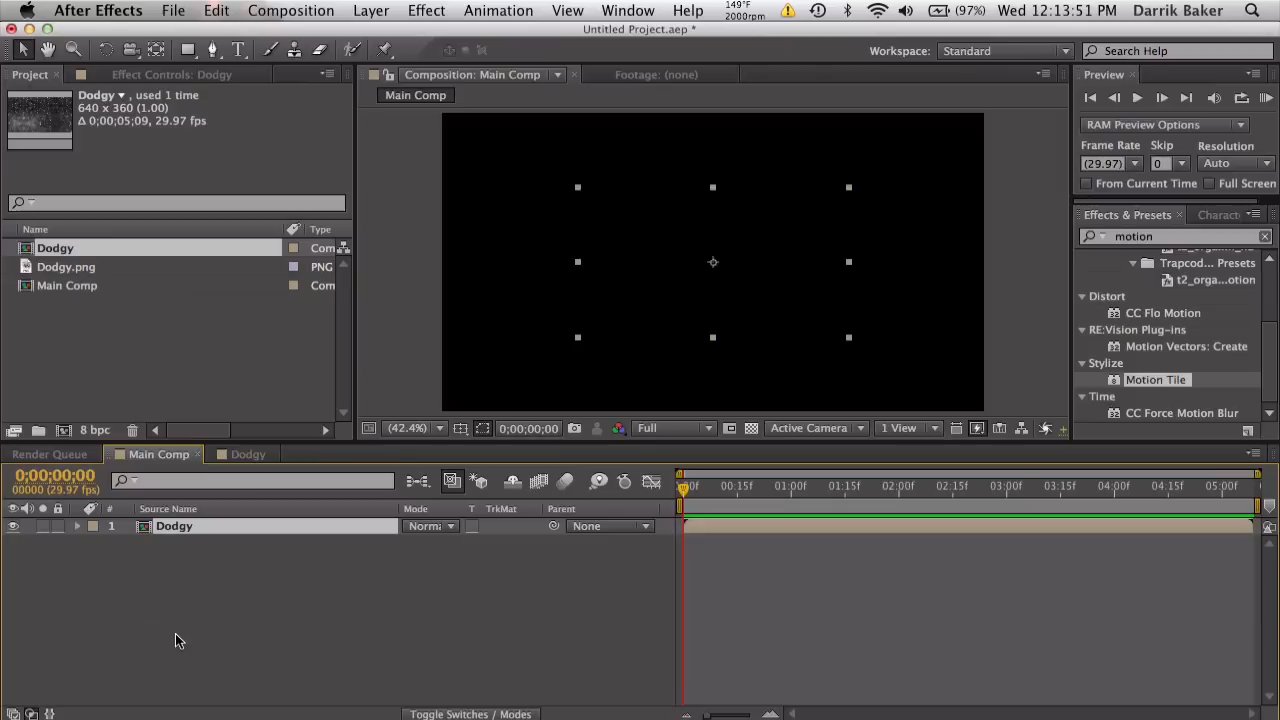 After Effects File Edit Composition Layer Effect Animation View Window Help 149°F 2000rpm (97%) Wed 12:13:51 PM Darrik Baker
Untitled Project.aep *
Workspace: Standard Search Help
Project Effect Controls: Dodgy Composition: Main Comp Footage: (none) Preview
Dodgy , used 1 time
640 x 360 (1.00)
Δ 0;00;05;09, 29.97 fps
Main Comp
RAM Preview Options
Frame Rate Skip Resolution
(29.97) 0 Auto
From Current Time Full Screen
Effects & Presets Charact
motion
Trapcod... Presets
t2_orga...otion
Distort
CC Flo Motion
RE:Vision Plug-ins
Motion Vectors: Create
Stylize
Motion Tile
Time
CC Force Motion Blur
Name Type
Dodgy Com
Dodgy.png PNG
Main Comp Com
8 bpc
(42.4%) 0;00;00;00 Full Active Camera 1 View
Render Queue Main Comp Dodgy
0;00;00;00
00000 (29.97 fps)
00f 00:15f 01:00f 01:15f 02:00f 02:15f 03:00f 03:15f 04:00f 04:15f 05:00f
# Source Name Mode T TrkMat Parent
1 Dodgy Norma None
Toggle Switches / Modes